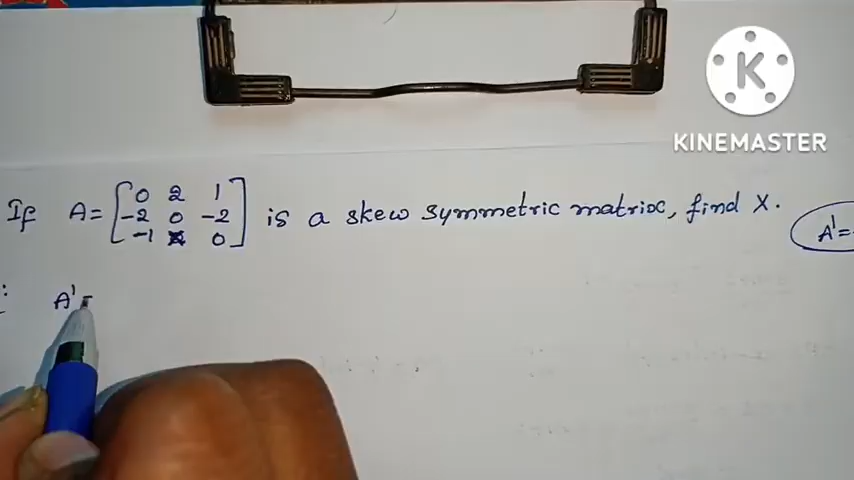 K
KINEMASTER
If A = [ 0 2 1
-2 0 -2 is a skew symmetric matrix, find X.
-1 x 0 ]
A' =
: A' =